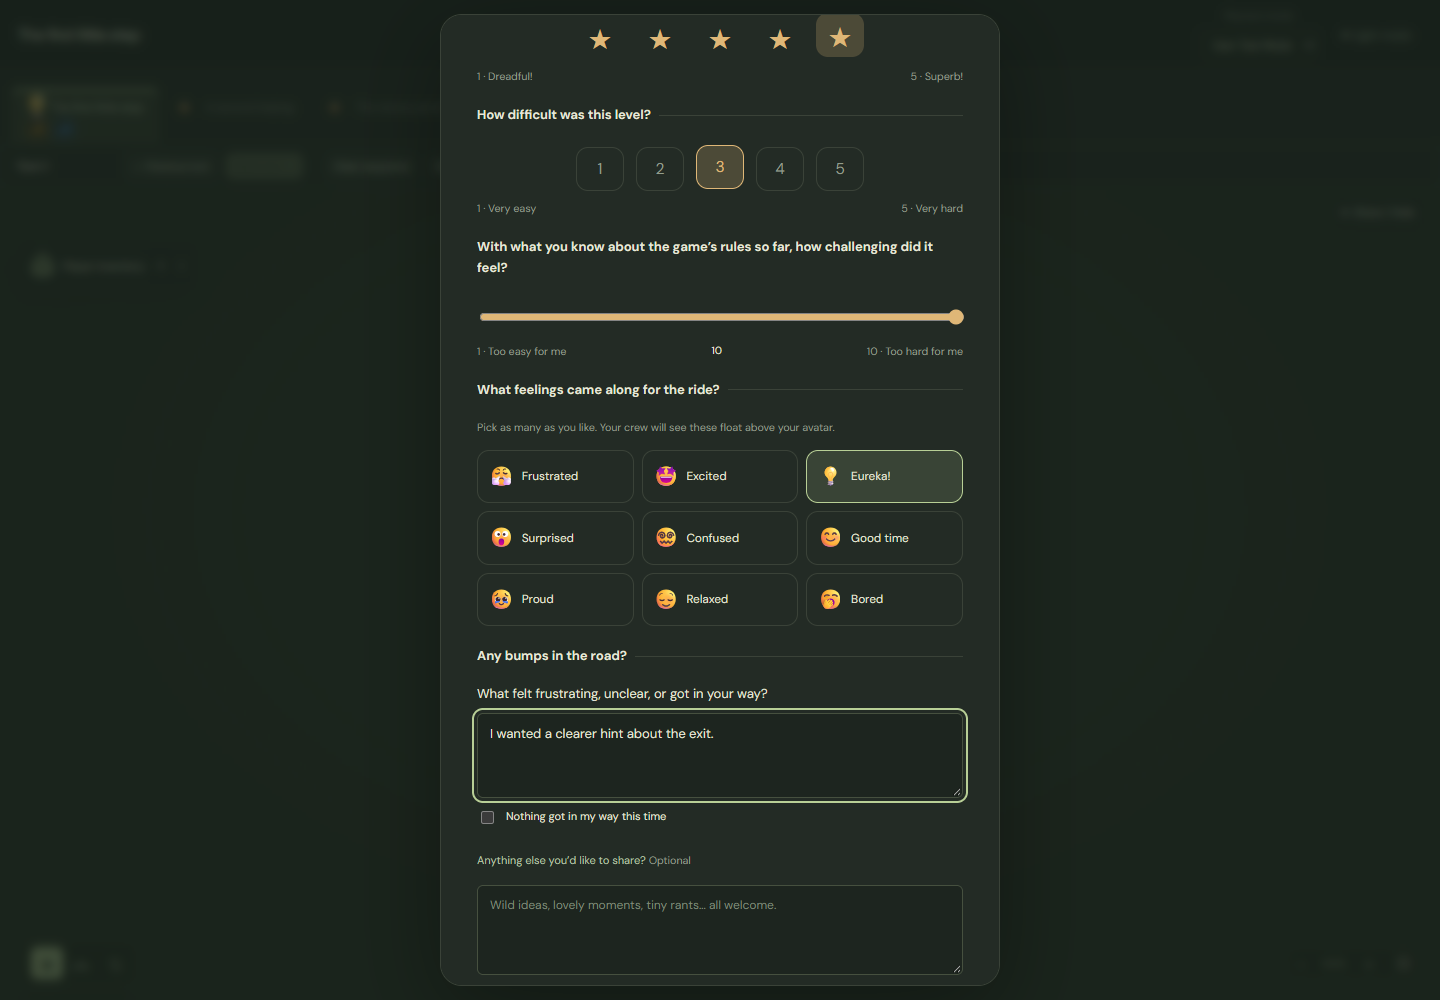 1 · Dreadful!
5 · Superb!
How difficult was this level?
1
2
3
4
5
1 · Very easy
5 · Very hard
With what you know about the game’s rules so far, how challenging did it
feel?
1 · Too easy for me
10
10 · Too hard for me
What feelings came along for the ride?
Pick as many as you like. Your crew will see these float above your avatar.
Frustrated
Excited
Eureka!
Surprised
Confused
Good time
Proud
Relaxed
Bored
Any bumps in the road?
What felt frustrating, unclear, or got in your way?
I wanted a clearer hint about the exit.
Nothing got in my way this time
Anything else you’d like to share? Optional
Wild ideas, lovely moments, tiny rants… all welcome.